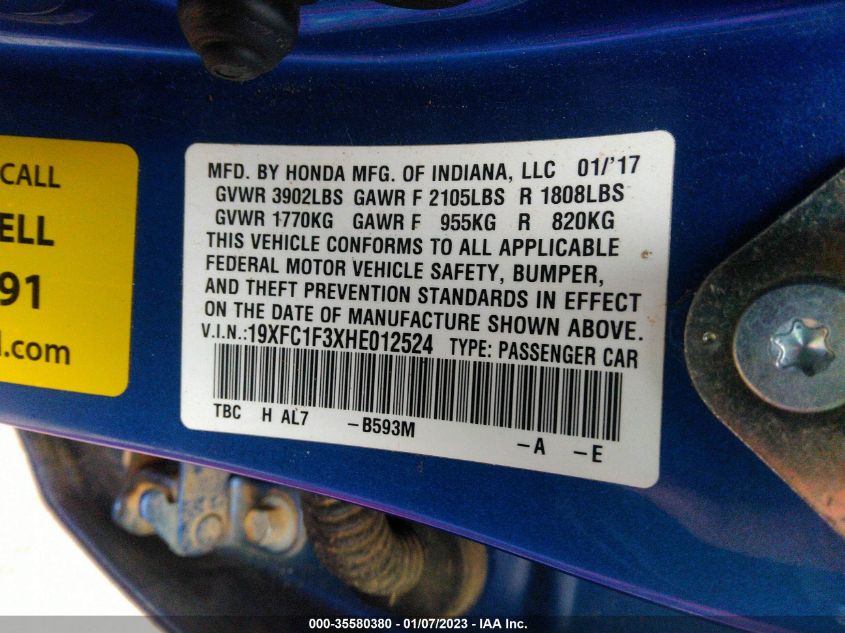 CALL
ELL
91
.com
MFD. BY HONDA MFG. OF INDIANA, LLC 01/'17
GVWR 3902LBS GAWR F 2105LBS R 1808LBS
GVWR 1770KG GAWR F 955KG R 820KG
THIS VEHICLE CONFORMS TO ALL APPLICABLE
FEDERAL MOTOR VEHICLE SAFETY, BUMPER,
AND THEFT PREVENTION STANDARDS IN EFFECT
ON THE DATE OF MANUFACTURE SHOWN ABOVE.
V.I.N.:19XFC1F3XHE012524 TYPE: PASSENGER CAR
TBC H AL7 -B593M -A -E
000-35580380 — 01/07/2023 — IAA Inc.